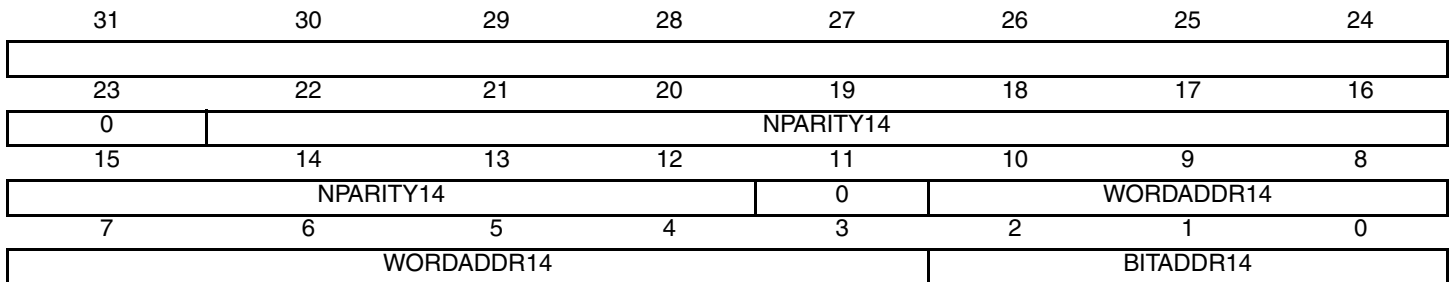 31 30 29 28 27 26 25 24
23 22 21 20 19 18 17 16
0 NPARITY14
15 14 13 12 11 10 9 8
NPARITY14 0 WORDADDR14
7 6 5 4 3 2 1 0
WORDADDR14 BITADDR14